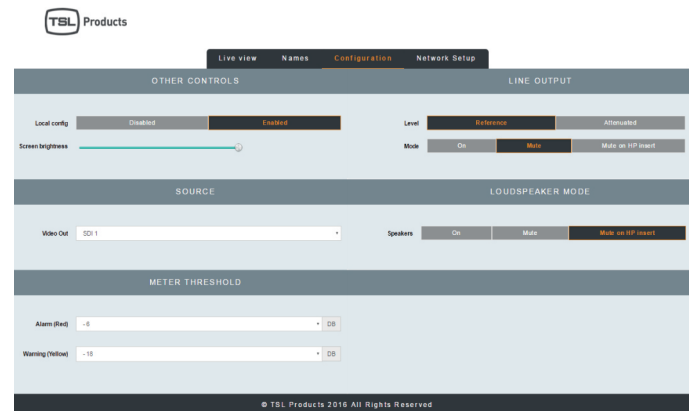 TSL Products
Live view Names Configuration Network Setup
OTHER CONTROLS
Local config Disabled Enabled
Screen brightness
LINE OUTPUT
Level Reference Attenuated
Mode On Mute Mute on HP insert
SOURCE
Video Out SDI 1
LOUDSPEAKER MODE
Speakers On Mute Mute on HP insert
METER THRESHOLD
Alarm (Red) -6 DB
Warning (Yellow) -18 DB
© TSL Products 2016 All Rights Reserved